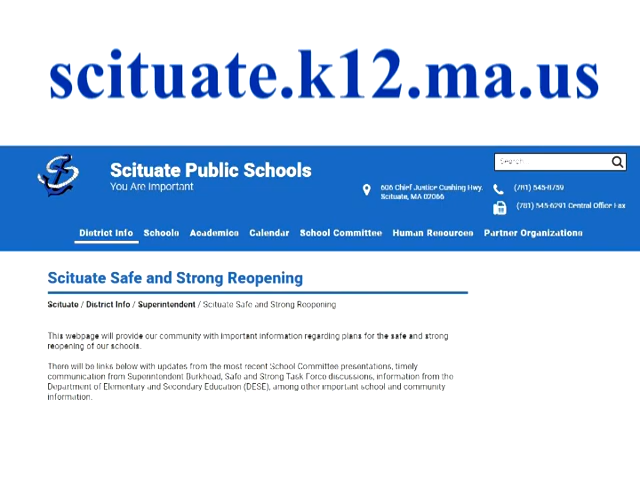 scituate.k12.ma.us
Scituate Public Schools
You Are Important
Search
606 Chief Justice Cushing Hwy.
Scituate, MA 02066
(781) 545-8759
(781) 545-6291 Central Office Fax
District Info Schools Academics Calendar School Committee Human Resources Partner Organizations
Scituate Safe and Strong Reopening
Scituate / District Info / Superintendent / Scituate Safe and Strong Reopening
This webpage will provide our community with important information regarding plans for the safe and strong
reopening of our schools.
There will be links below with updates from the most recent School Committee presentations, timely
communication from Superintendent Burkhead, Safe and Strong Task Force discussions, information from the
Department of Elementary and Secondary Education (DESE), among other important school and community
information.